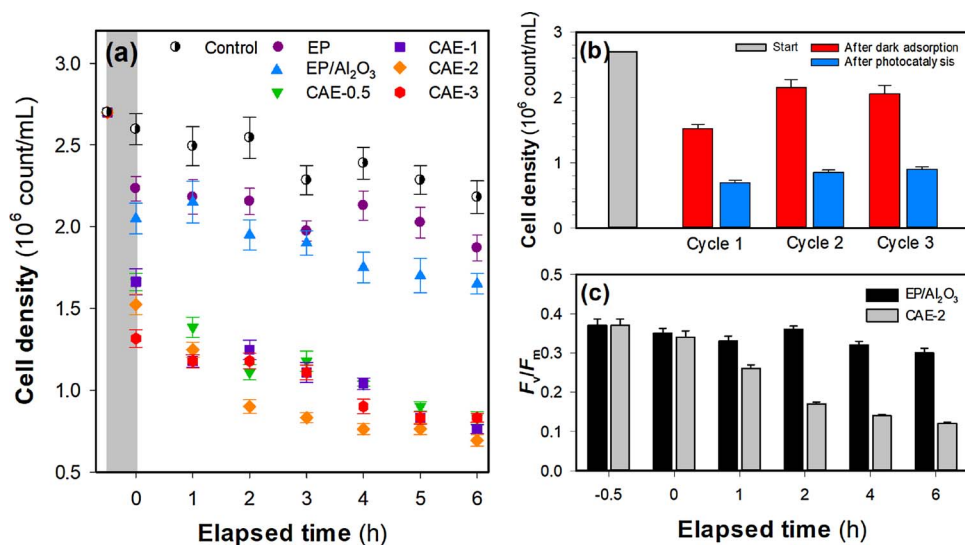 (a)
Control
EP
CAE-1
EP/Al₂O₃
CAE-2
CAE-0.5
CAE-3
Cell density (10⁶ count/mL)
3.0
2.5
2.0
1.5
1.0
0.5
0 1 2 3 4 5 6
Elapsed time (h)
(b)
Start
After dark adsorption
After photocatalysis
Cell density (10⁶ count/mL)
3
2
1
0
Cycle 1 Cycle 2 Cycle 3
(c)
EP/Al₂O₃
CAE-2
Fᵥ/Fₘ
0.5
0.4
0.3
0.2
0.1
0.0
-0.5 0 1 2 4 6
Elapsed time (h)